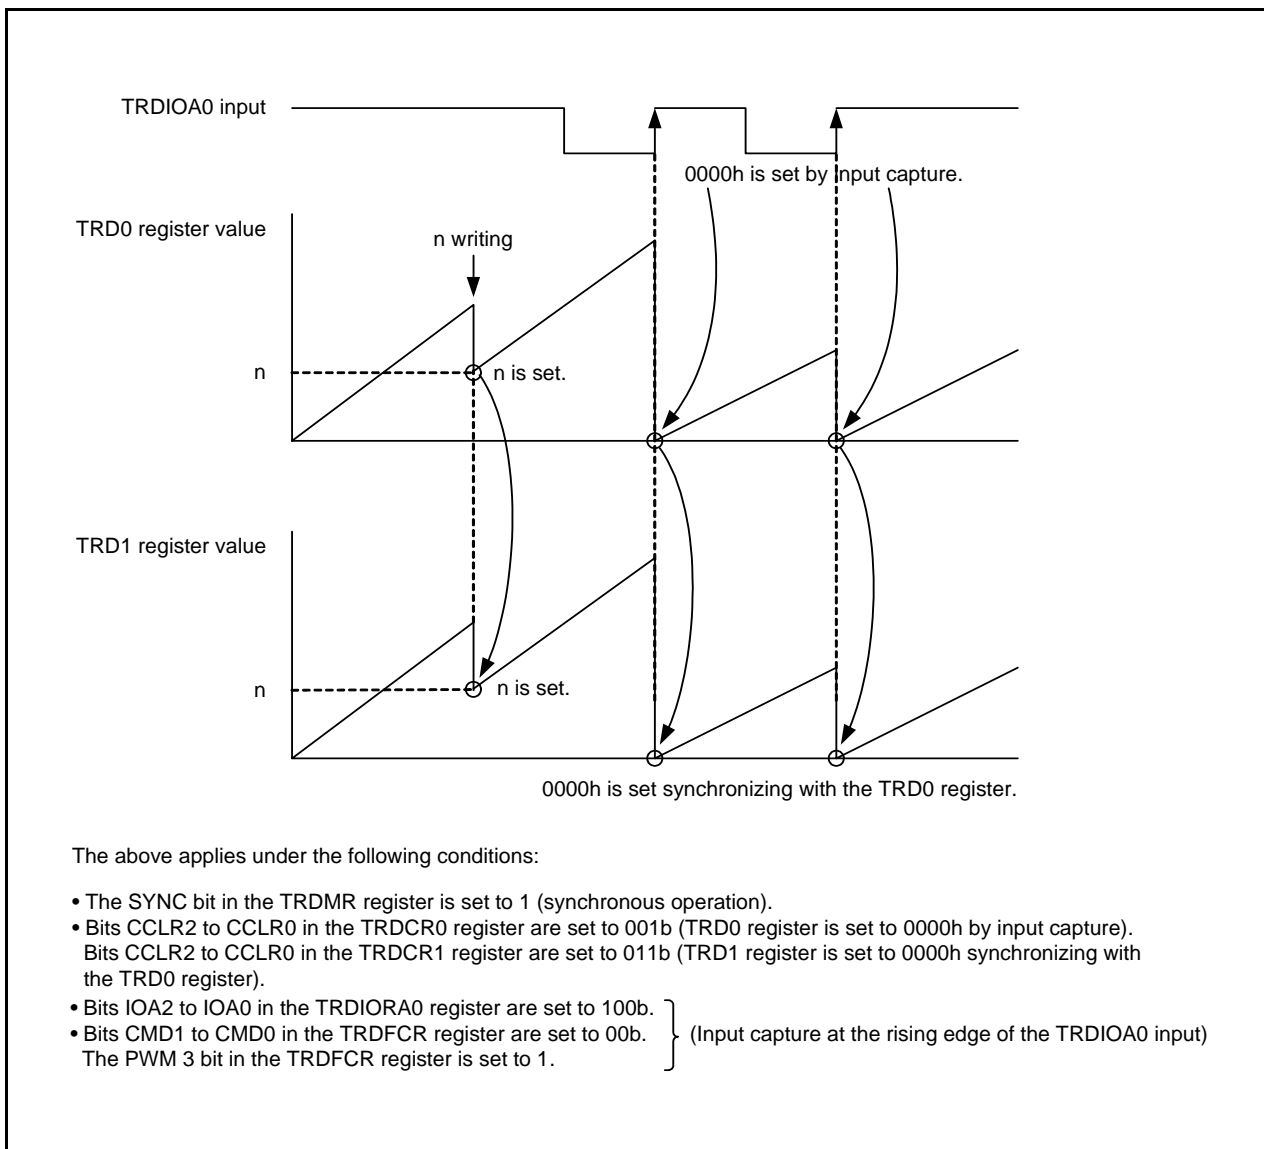 TRDIOA0 input
0000h is set by input capture.
TRD0 register value
n writing
n
n is set.
TRD1 register value
n
n is set.
0000h is set synchronizing with the TRD0 register.
The above applies under the following conditions:
• The SYNC bit in the TRDMR register is set to 1 (synchronous operation).
• Bits CCLR2 to CCLR0 in the TRDCR0 register are set to 001b (TRD0 register is set to 0000h by input capture).
Bits CCLR2 to CCLR0 in the TRDCR1 register are set to 011b (TRD1 register is set to 0000h synchronizing with
the TRD0 register).
• Bits IOA2 to IOA0 in the TRDIORA0 register are set to 100b.
• Bits CMD1 to CMD0 in the TRDFCR register are set to 00b.
(Input capture at the rising edge of the TRDIOA0 input)
The PWM 3 bit in the TRDFCR register is set to 1.